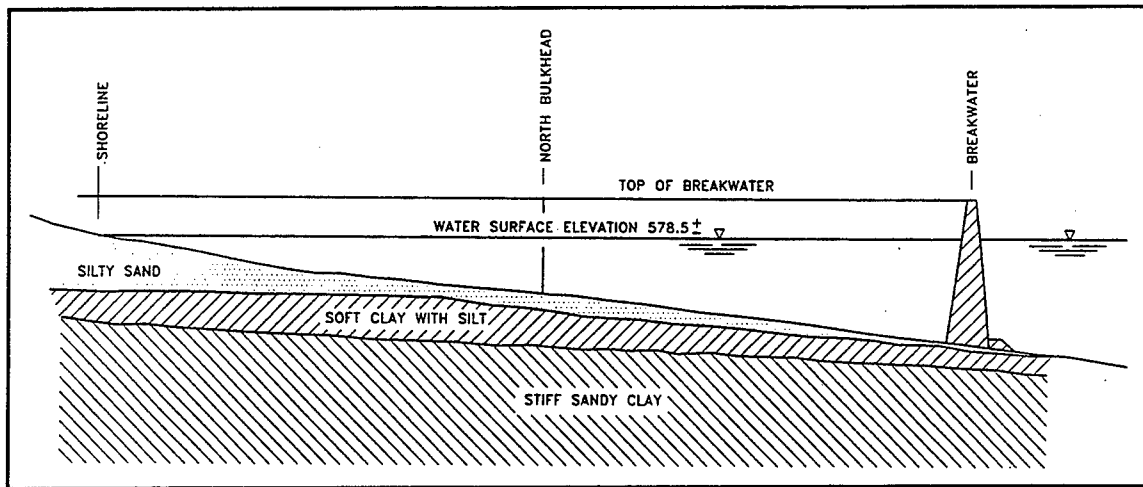 SHORELINE
NORTH BULKHEAD
BREAKWATER
TOP OF BREAKWATER
WATER SURFACE ELEVATION 578.5±
SILTY SAND
SOFT CLAY WITH SILT
STIFF SANDY CLAY